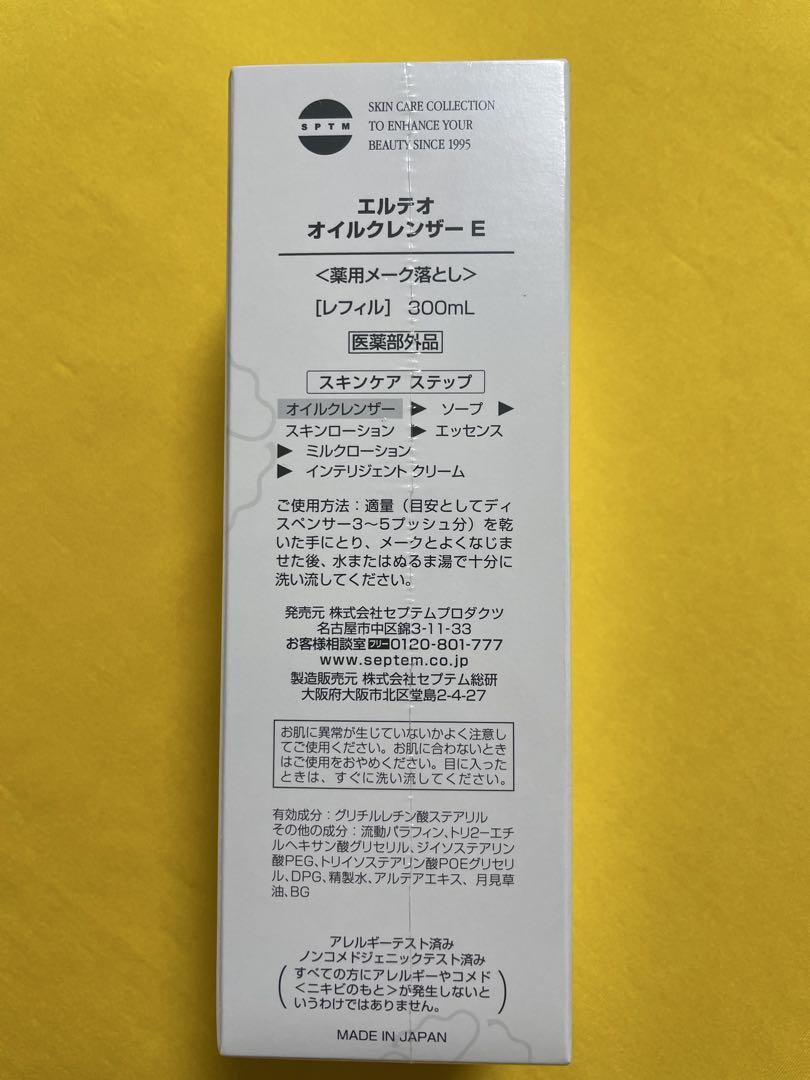 SPTM
SKIN CARE COLLECTION
TO ENHANCE YOUR
BEAUTY SINCE 1995
エルデオ
オイルクレンザー E
<薬用メーク落とし>
[レフィル] 300mL
医薬部外品
スキンケア ステップ
オイルクレンザー ▶ ソープ ▶
スキンローション ▶ エッセンス
▶ ミルクローション
▶ インテリジェント クリーム
ご使用方法：適量（目安としてディ
スペンサー3〜5プッシュ分）を乾
いた手にとり、メークとよくなじま
せた後、水またはぬるま湯で十分に
洗い流してください。
発売元 株式会社セプテムプロダクツ
名古屋市中区錦3-11-33
お客様相談室 フリー 0120-801-777
www.septem.co.jp
製造販売元 株式会社セプテム総研
大阪府大阪市北区堂島2-4-27
お肌に異常が生じていないかよく注意し
てご使用ください。お肌に合わないとき
はご使用をおやめください。目に入った
ときは、すぐに洗い流してください。
有効成分：グリチルレチン酸ステアリル
その他の成分：流動パラフィン、トリ2-エチ
ルヘキサン酸グリセリル、ジイソステアリン
酸PEG、トリイソステアリン酸POEグリセリ
ル、DPG、精製水、アルテアエキス、月見草
油、BG
アレルギーテスト済み
ノンコメドジェニックテスト済み
(すべての方にアレルギーやコメド
<ニキビのもと>が発生しないと
いうわけではありません。)
MADE IN JAPAN